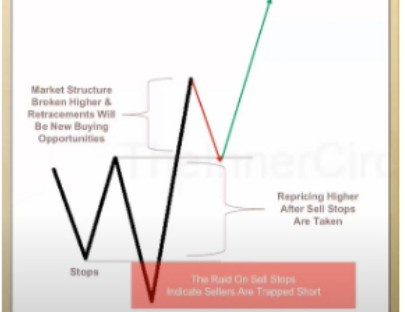 Market Structure
Broken Higher &
Retracements Will
Be New Buying
Opportunities
TheInnerCirc
Repricing Higher
After Sell Stops
Are Taken
Stops
The Raid On Sell Stops
Indicate Sellers Are Trapped Short